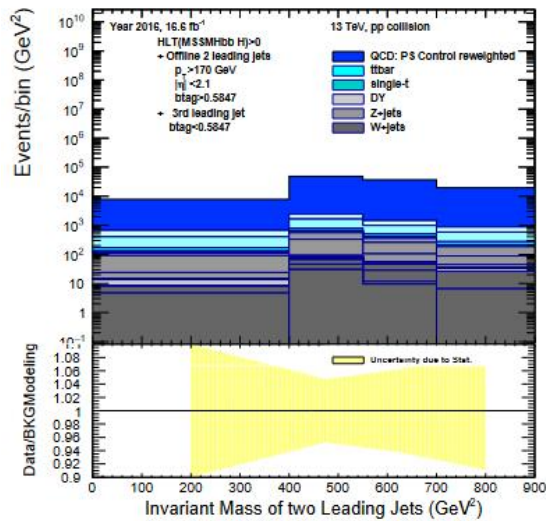 Year 2016, 16.6 fb⁻¹
13 TeV, pp collision
HLT(MSSMHbb H)>0
+ Offline 2 leading jets
p_T>170 GeV
|η|<2.1
btag>0.5847
+ 3rd leading jet
btag<0.5847
QCD: PS Control reweighted
ttbar
single-t
DY
Z+jets
W+jets
Events/bin (GeV²)
10¹⁰
10⁹
10⁸
10⁷
10⁶
10⁵
10⁴
10³
10²
10
1
10⁻¹
Uncertainty due to Stat.
Data/BKGModeling
1.08
1.06
1.04
1.02
1
0.98
0.96
0.94
0.92
0.9
0 100 200 300 400 500 600 700 800 900
Invariant Mass of two Leading Jets (GeV²)